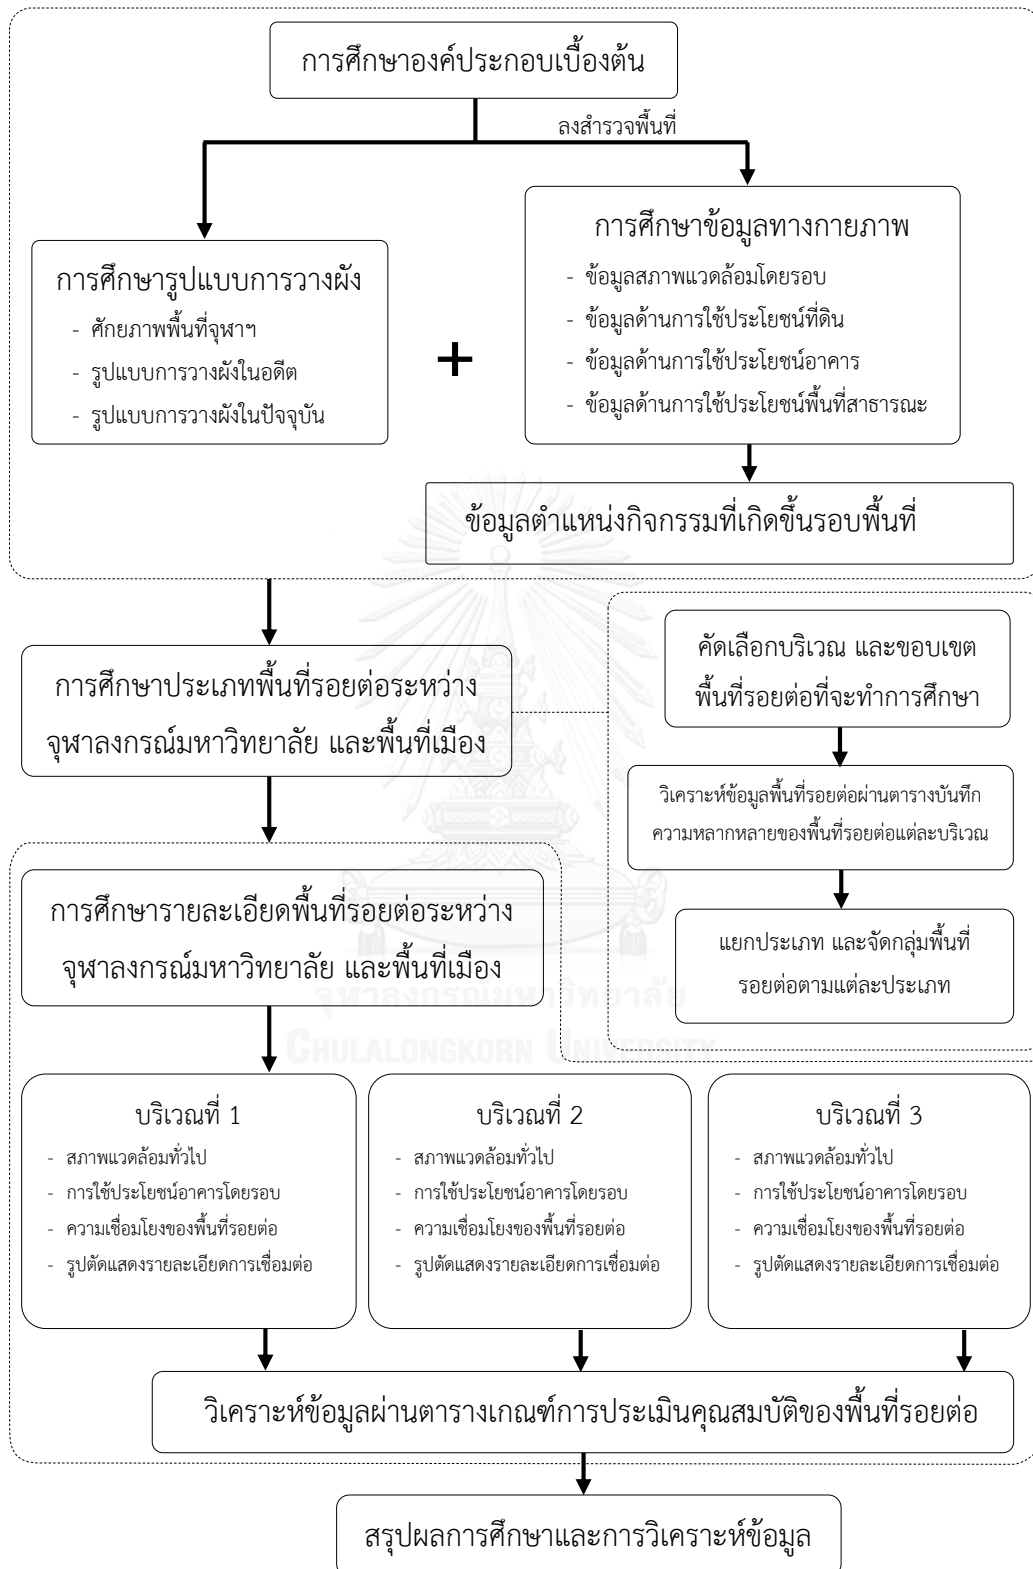 การศึกษาองค์ประกอบเบื้องต้น
ลงสำรวจพื้นที่
การศึกษารูปแบบการวางผัง
- ศักยภาพพื้นที่จุฬาฯ
- รูปแบบการวางผังในอดีต
- รูปแบบการวางผังในปัจจุบัน
+
การศึกษาข้อมูลทางกายภาพ
- ข้อมูลสภาพแวดล้อมโดยรอบ
- ข้อมูลด้านการใช้ประโยชน์ที่ดิน
- ข้อมูลด้านการใช้ประโยชน์อาคาร
- ข้อมูลด้านการใช้ประโยชน์พื้นที่สาธารณะ
ข้อมูลตำแหน่งกิจกรรมที่เกิดขึ้นรอบพื้นที่
การศึกษาประเภทพื้นที่รอยต่อระหว่าง
จุฬาลงกรณ์มหาวิทยาลัย และพื้นที่เมือง
คัดเลือกบริเวณ และขอบเขต
พื้นที่รอยต่อที่จะทำการศึกษา
วิเคราะห์ข้อมูลพื้นที่รอยต่อผ่านตารางบันทึก
ความหลากหลายของพื้นที่รอยต่อแต่ละบริเวณ
แยกประเภท และจัดกลุ่มพื้นที่
รอยต่อตามแต่ละประเภท
การศึกษารายละเอียดพื้นที่รอยต่อระหว่าง
จุฬาลงกรณ์มหาวิทยาลัย และพื้นที่เมือง
จุฬาลงกรณ์มหาวิทยาลัย
CHULALONGKORN UNIVERSITY
บริเวณที่ 1
- สภาพแวดล้อมทั่วไป
- การใช้ประโยชน์อาคารโดยรอบ
- ความเชื่อมโยงของพื้นที่รอยต่อ
- รูปตัดแสดงรายละเอียดการเชื่อมต่อ
บริเวณที่ 2
- สภาพแวดล้อมทั่วไป
- การใช้ประโยชน์อาคารโดยรอบ
- ความเชื่อมโยงของพื้นที่รอยต่อ
- รูปตัดแสดงรายละเอียดการเชื่อมต่อ
บริเวณที่ 3
- สภาพแวดล้อมทั่วไป
- การใช้ประโยชน์อาคารโดยรอบ
- ความเชื่อมโยงของพื้นที่รอยต่อ
- รูปตัดแสดงรายละเอียดการเชื่อมต่อ
วิเคราะห์ข้อมูลผ่านตารางเกณฑ์การประเมินคุณสมบัติของพื้นที่รอยต่อ
สรุปผลการศึกษาและการวิเคราะห์ข้อมูล